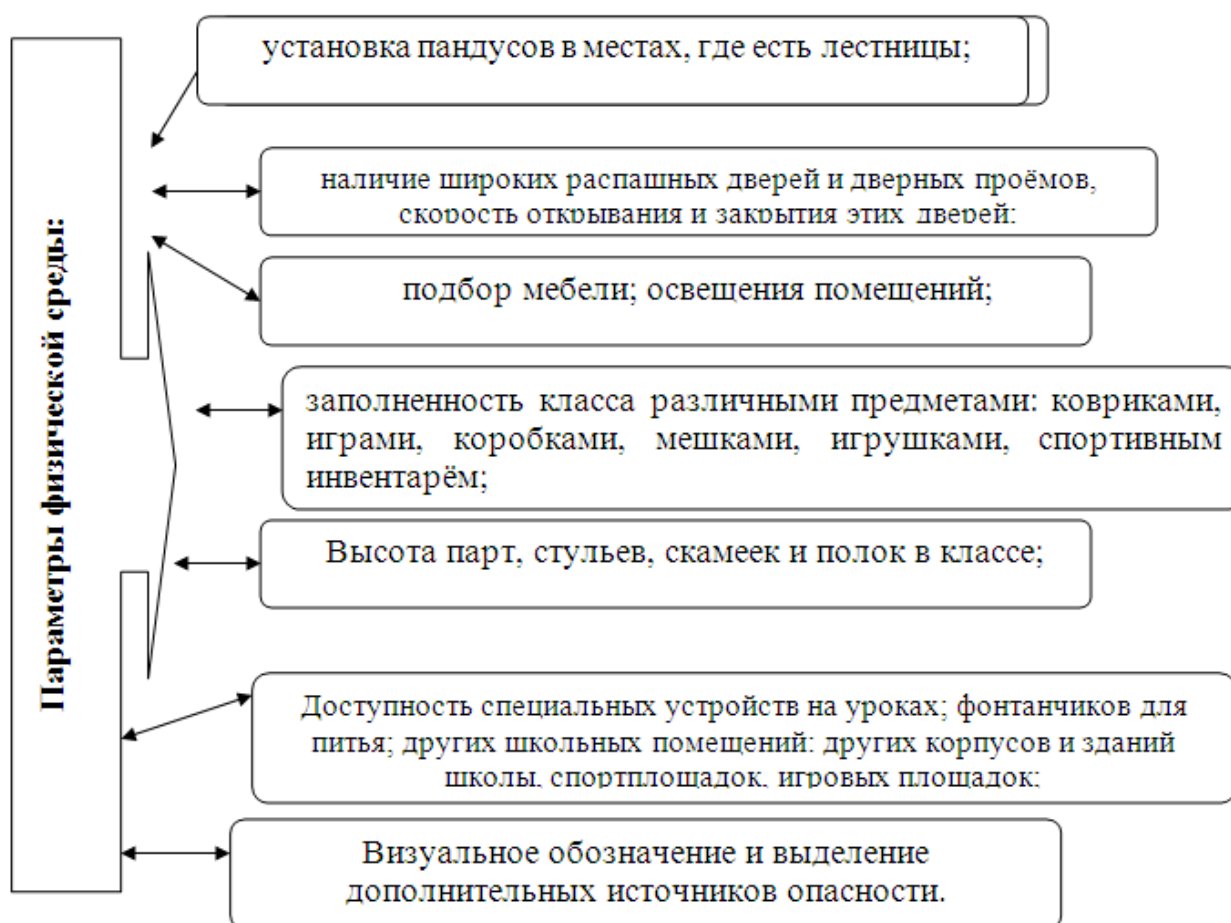 Параметры физической среды:
установка пандусов в местах, где есть лестницы;
наличие широких распашных дверей и дверных проёмов,
скорость открывания и закрытия этих дверей;
подбор мебели; освещения помещений;
заполненность класса различными предметами: ковриками,
играми, коробками, мешками, игрушками, спортивным
инвентарём;
Высота парт, стульев, скамеек и полок в классе;
Доступность специальных устройств на уроках; фонтанчиков для
питья; других школьных помещений: других корпусов и зданий
школы, спортплощадок, игровых площадок;
Визуальное обозначение и выделение
дополнительных источников опасности.